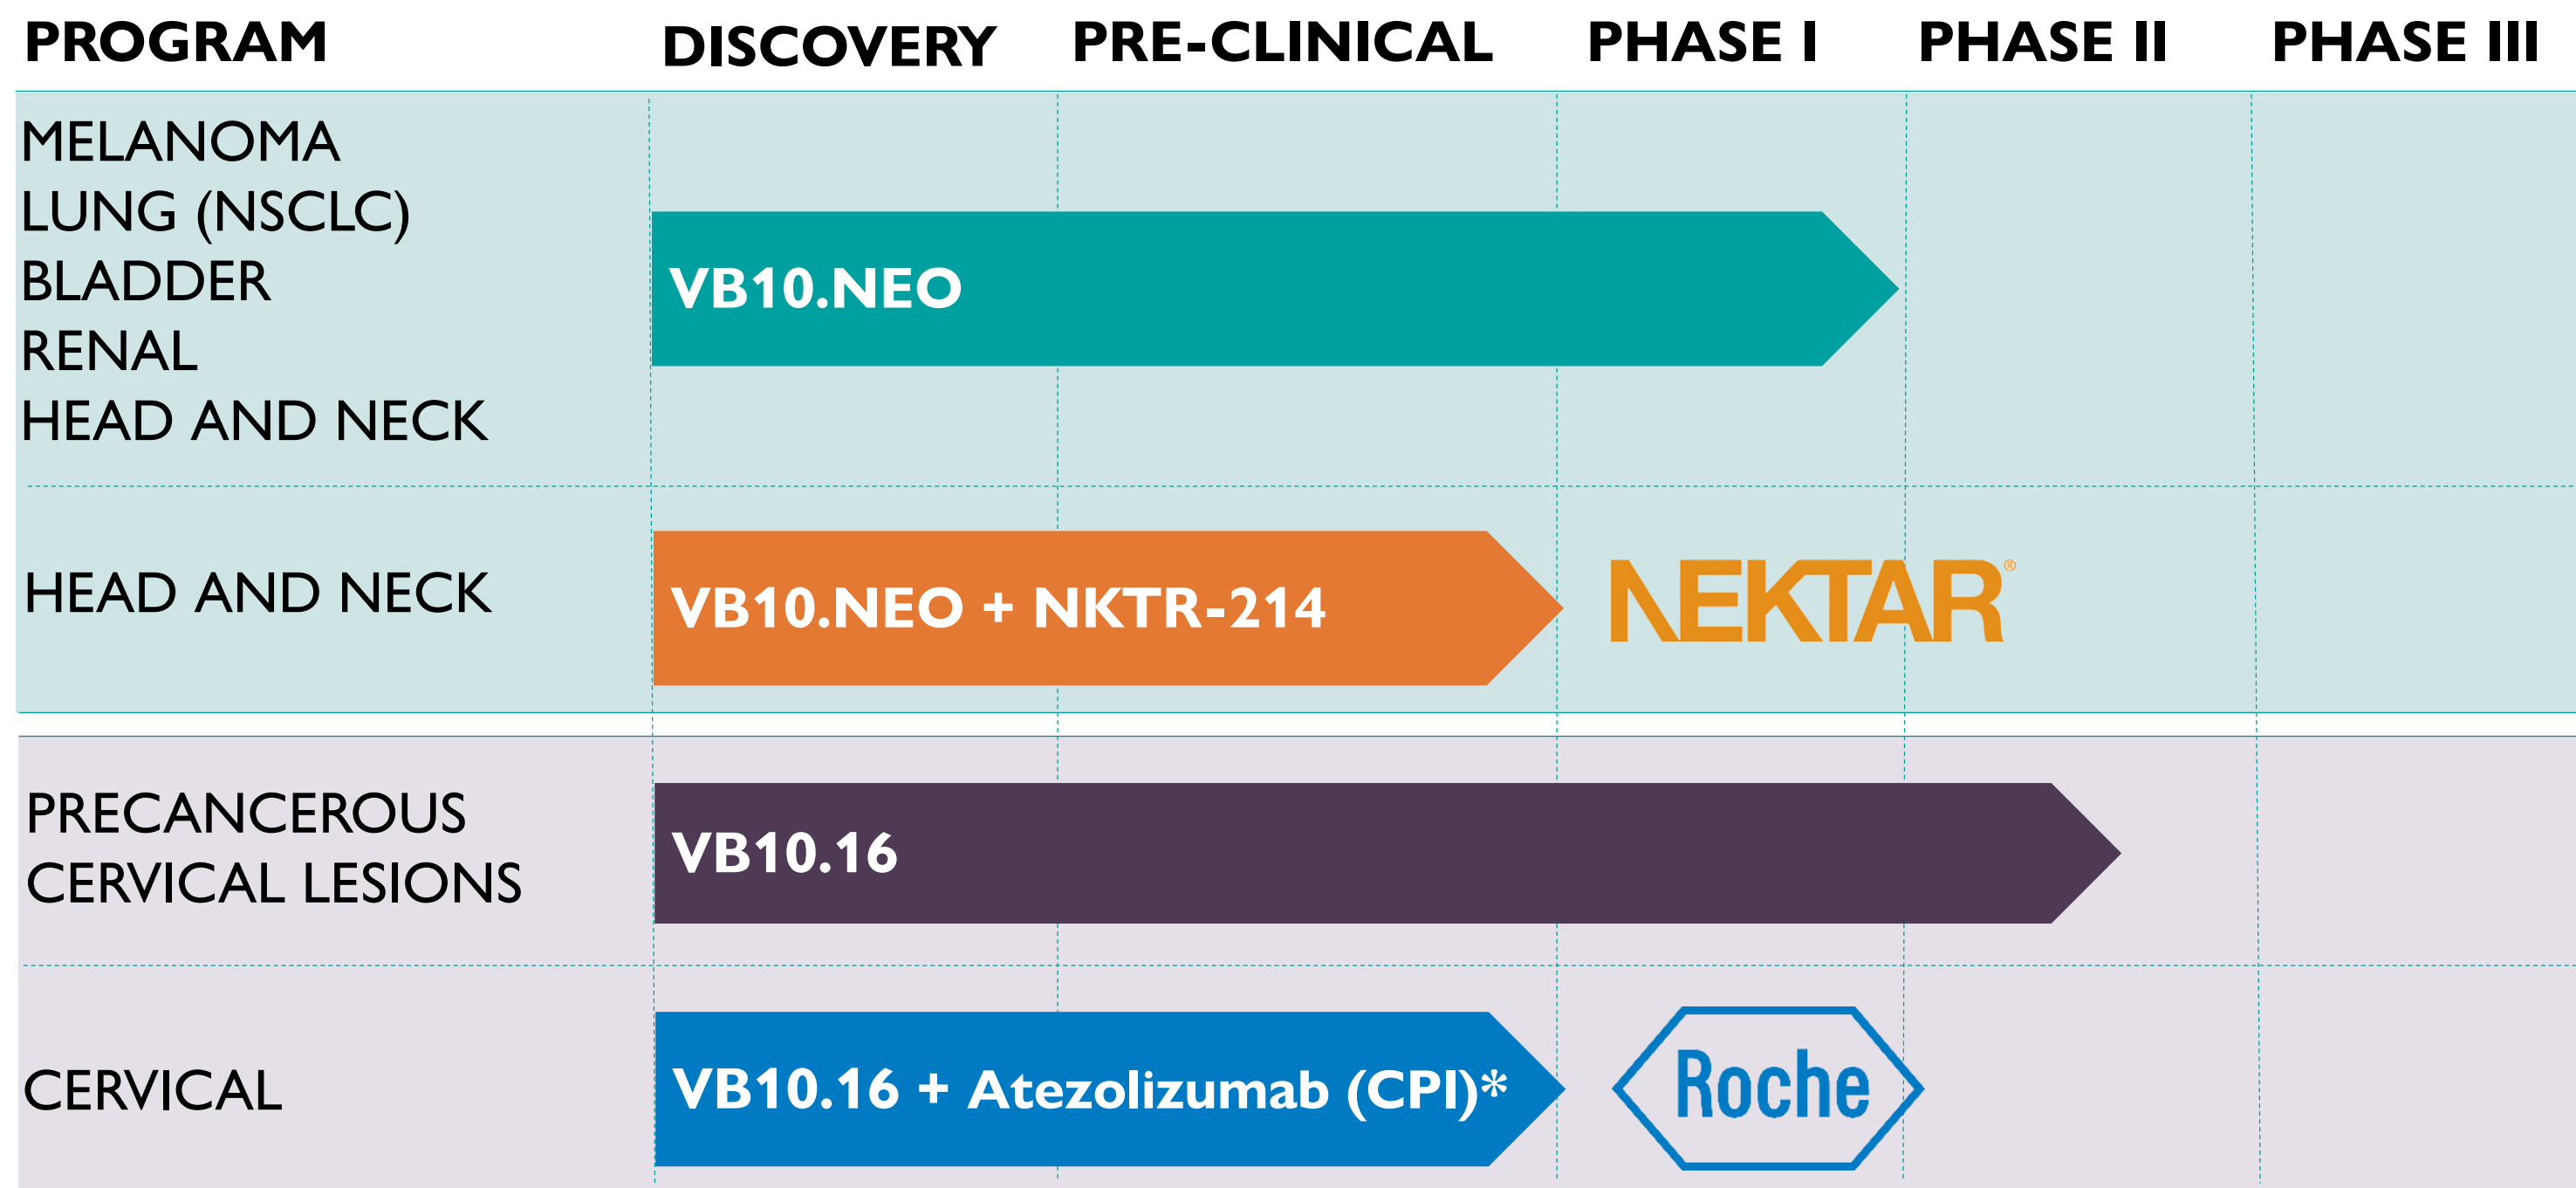 PROGRAM DISCOVERY PRE-CLINICAL PHASE I PHASE II PHASE III
MELANOMA
LUNG (NSCLC)
BLADDER
RENAL
HEAD AND NECK
VB10.NEO
HEAD AND NECK
VB10.NEO + NKTR-214
NEKTAR®
PRECANCEROUS
CERVICAL LESIONS
VB10.16
CERVICAL
VB10.16 + Atezolizumab (CPI)*
Roche